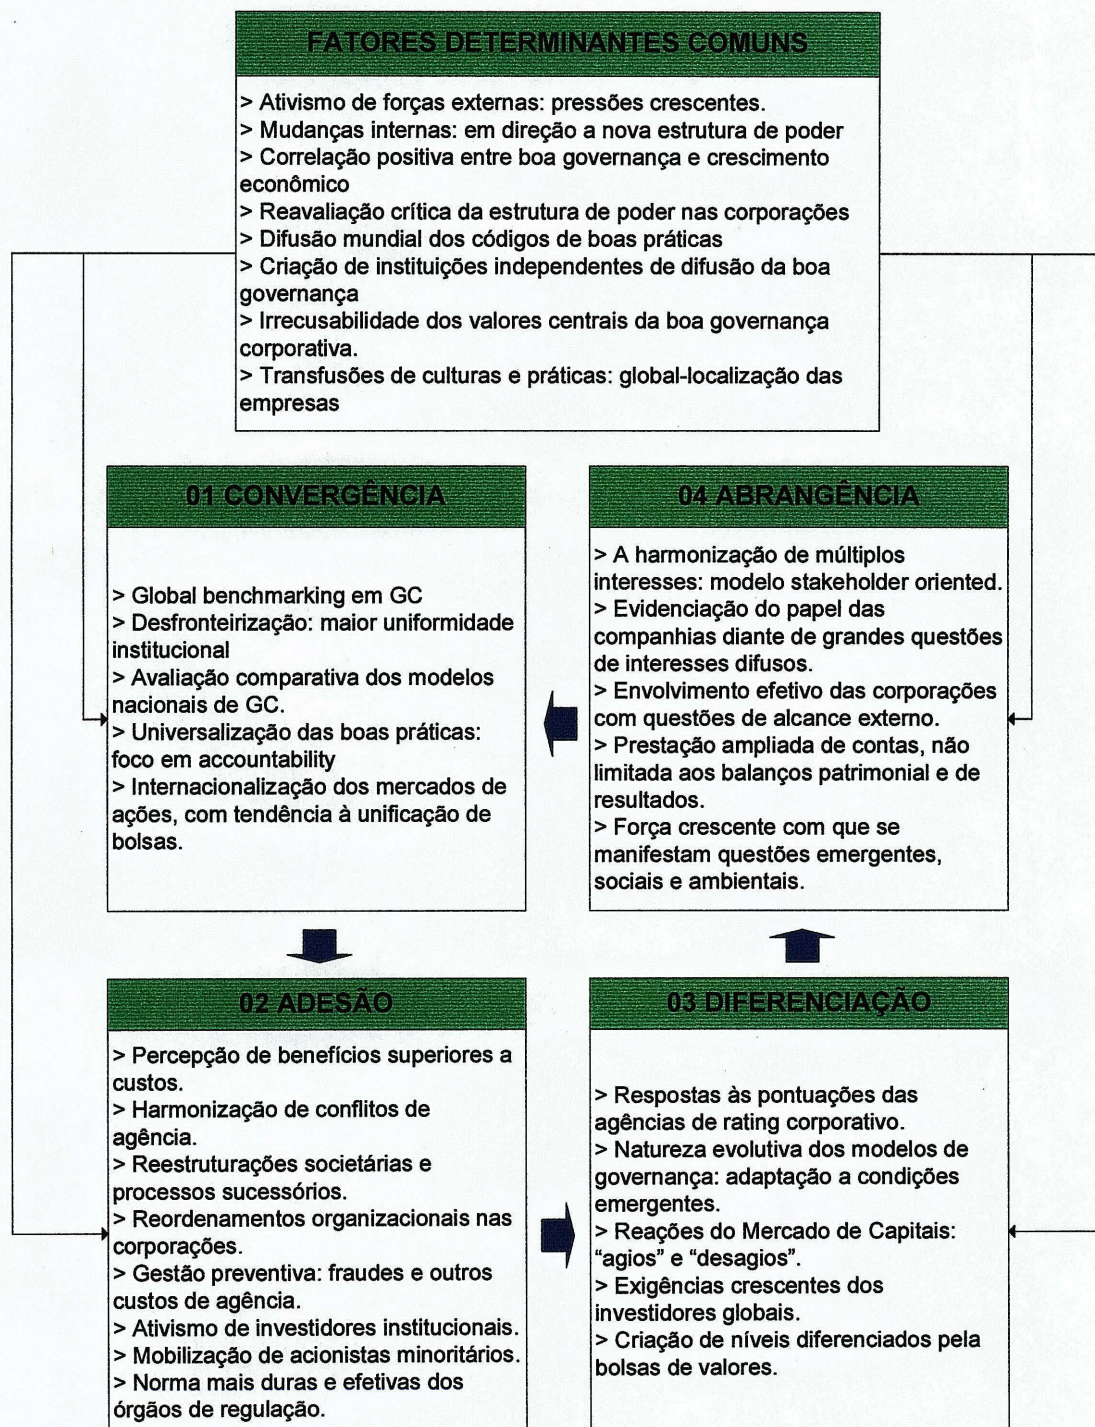 FATORES DETERMINANTES COMUNS
> Ativismo de forças externas: pressões crescentes.
> Mudanças internas: em direção a nova estrutura de poder
> Correlação positiva entre boa governança e crescimento
econômico
> Reavaliação crítica da estrutura de poder nas corporações
> Difusão mundial dos códigos de boas práticas
> Criação de instituições independentes de difusão da boa
governança
> Irrecusabilidade dos valores centrais da boa governança
corporativa.
> Transfusões de culturas e práticas: global-localização das
empresas
01 CONVERGÊNCIA
> Global benchmarking em GC
> Desfronteirização: maior uniformidade
institucional
> Avaliação comparativa dos modelos
nacionais de GC.
> Universalização das boas práticas:
foco em accountability
> Internacionalização dos mercados de
ações, com tendência à unificação de
bolsas.
04 ABRANGÊNCIA
> A harmonização de múltiplos
interesses: modelo stakeholder oriented.
> Evidenciação do papel das
companhias diante de grandes questões
de interesses difusos.
> Envolvimento efetivo das corporações
com questões de alcance externo.
> Prestação ampliada de contas, não
limitada aos balanços patrimonial e de
resultados.
> Força crescente com que se
manifestam questões emergentes,
sociais e ambientais.
02 ADESÃO
> Percepção de benefícios superiores a
custos.
> Harmonização de conflitos de
agência.
> Reestruturações societárias e
processos sucessórios.
> Reordenamentos organizacionais nas
corporações.
> Gestão preventiva: fraudes e outros
custos de agência.
> Ativismo de investidores institucionais.
> Mobilização de acionistas minoritários.
> Norma mais duras e efetivas dos
órgãos de regulação.
03 DIFERENCIAÇÃO
> Respostas às pontuações das
agências de rating corporativo.
> Natureza evolutiva dos modelos de
governança: adaptação a condições
emergentes.
> Reações do Mercado de Capitais:
“agios” e “desagios”.
> Exigências crescentes dos
investidores globais.
> Criação de níveis diferenciados pela
bolsas de valores.